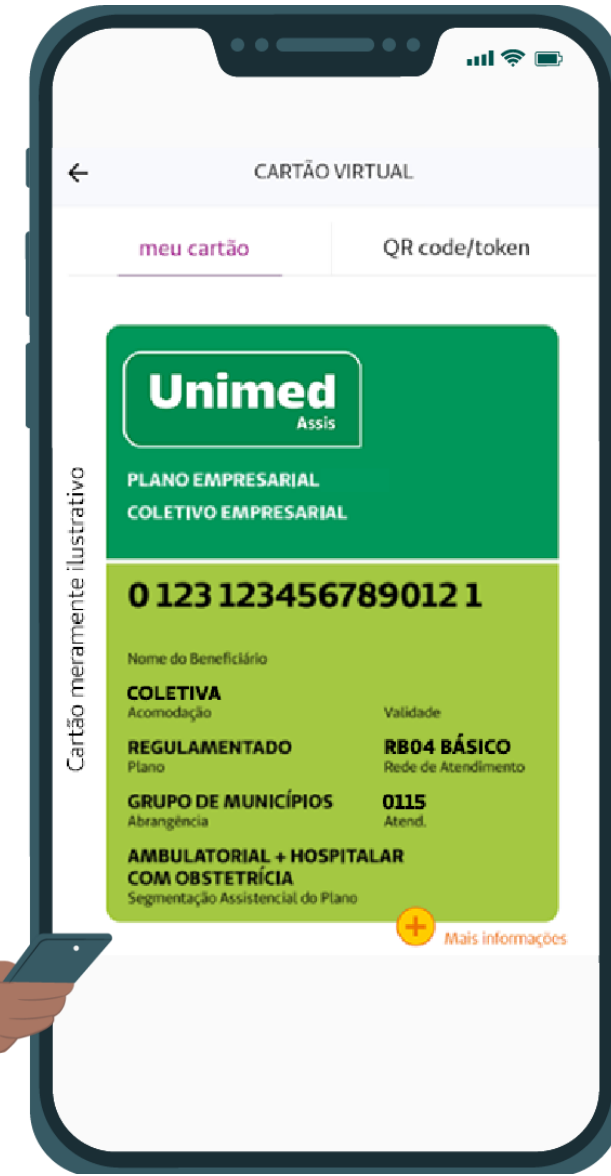 CARTÃO VIRTUAL
meu cartão QR code/token
Cartão meramente ilustrativo
Unimed
Assis
PLANO EMPRESARIAL
COLETIVO EMPRESARIAL
0 123 123456789012 1
Nome do Beneficiário
COLETIVA
Acomodação Validade
REGULAMENTADO RB04 BÁSICO
Plano Rede de Atendimento
GRUPO DE MUNICÍPIOS 0115
Abrangência Atend.
AMBULATORIAL + HOSPITALAR
COM OBSTETRÍCIA
Segmentação Assistencial do Plano
Mais informações